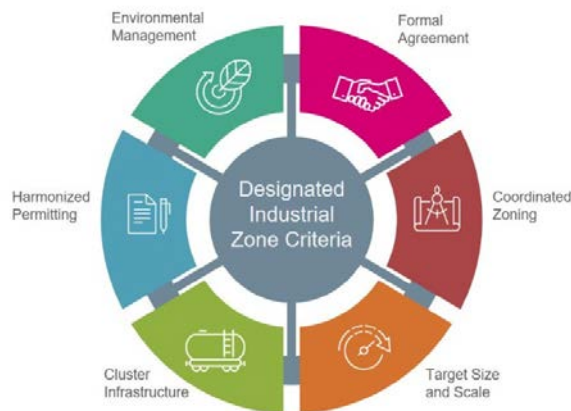 Environmental
Management
Formal
Agreement
Harmonized
Permitting
Designated
Industrial
Zone Criteria
Coordinated
Zoning
Cluster
Infrastructure
Target Size
and Scale